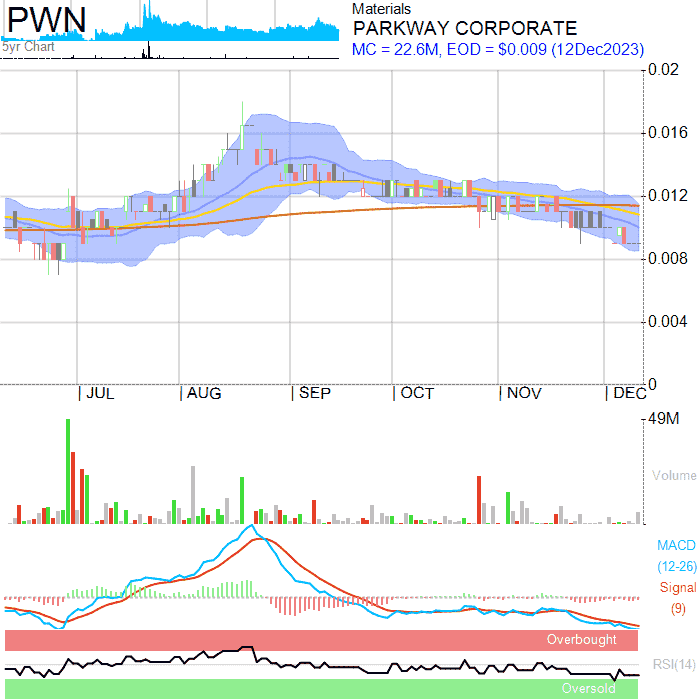 PWN
5yr Chart
Materials
PARKWAY CORPORATE
MC = 22.6M, EOD = $0.009 (12Dec2023)
0.02
0.016
0.012
0.008
0.004
0
JUL AUG SEP OCT NOV DEC
49M
Volume
MACD
(12-26)
Signal
(9)
Overbought
RSI(14)
Oversold